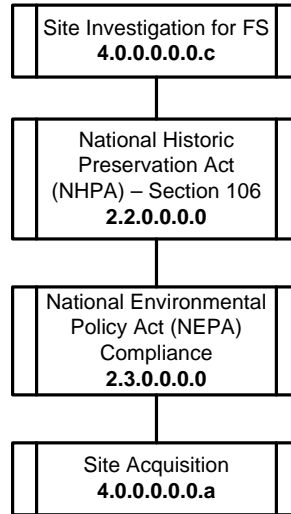 Site Investigation for FS
4.0.0.0.0.0.c
National Historic
Preservation Act
(NHPA) – Section 106
2.2.0.0.0.0
National Environmental
Policy Act (NEPA)
Compliance
2.3.0.0.0.0
Site Acquisition
4.0.0.0.0.0.a